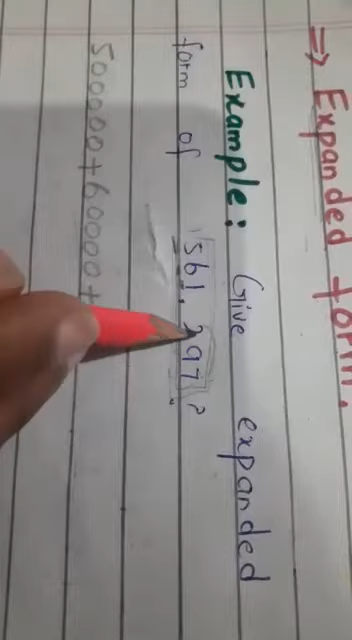 ⇒ Expanded form.
Example: Give expanded
form of 561,297?
500000+60000+